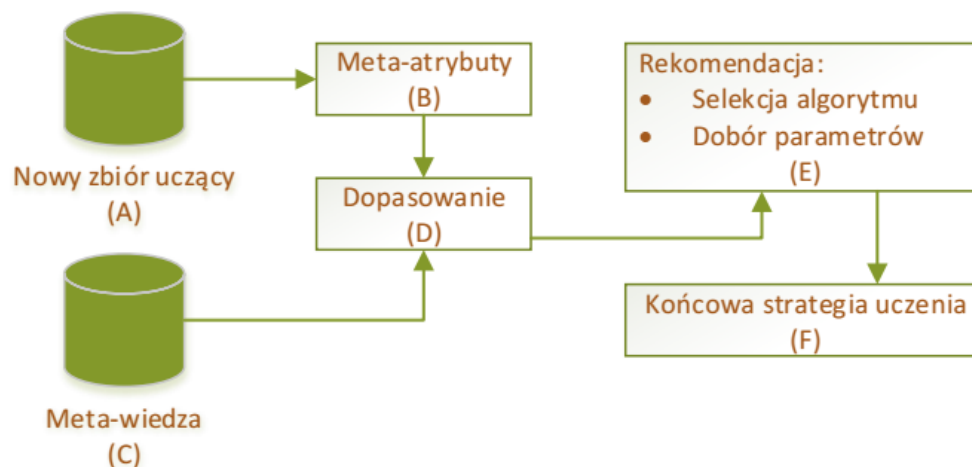 Nowy zbiór uczący
(A)
Meta-atrybuty
(B)
Meta-wiedza
(C)
Dopasowanie
(D)
Rekomendacja:
• Selekcja algorytmu
• Dobór parametrów
(E)
Końcowa strategia uczenia
(F)